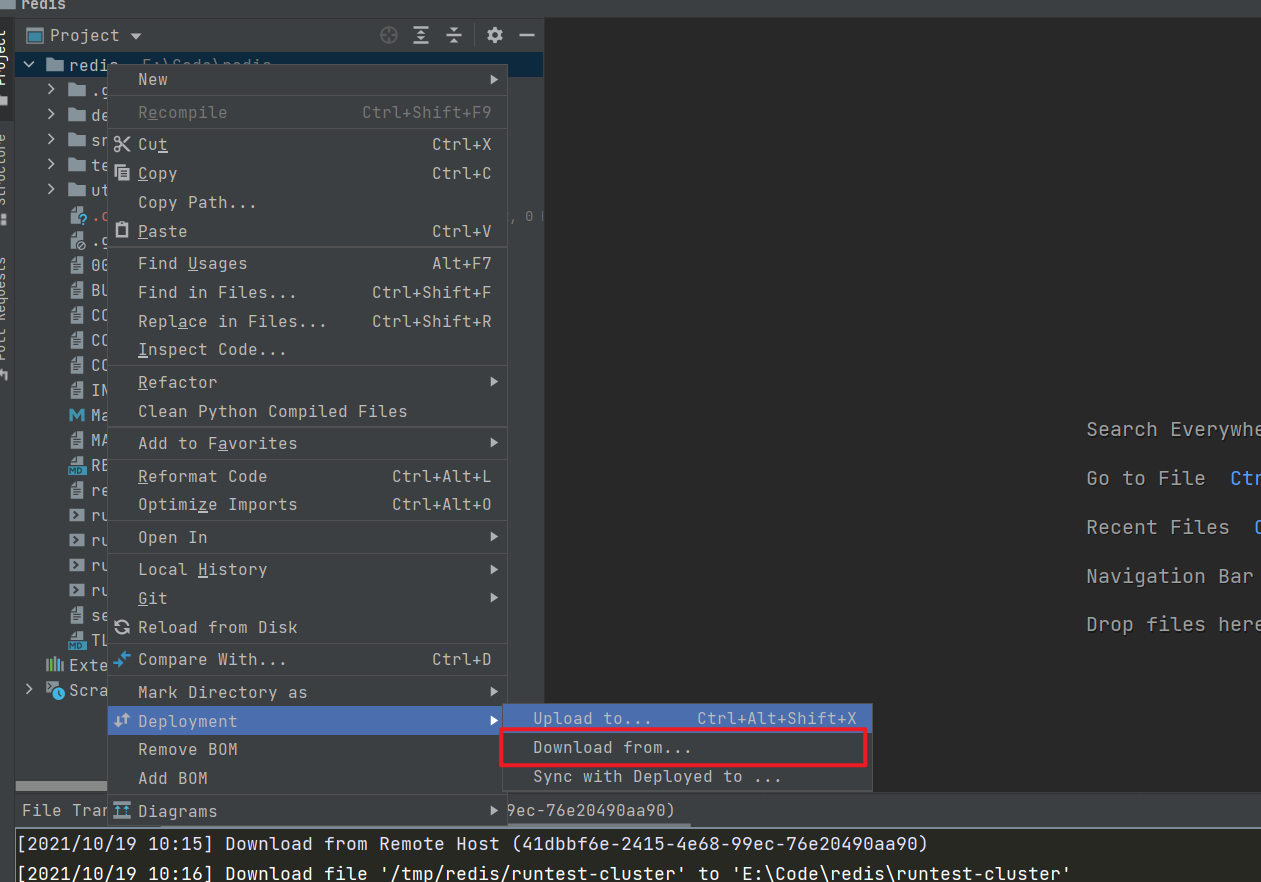 redis
Project
Project
redis E:\Code\redis
New
Recompile Ctrl+Shift+F9
Cut Ctrl+X
Copy Ctrl+C
Copy Path...
Paste Ctrl+V
Find Usages Alt+F7
Find in Files... Ctrl+Shift+F
Replace in Files... Ctrl+Shift+R
Inspect Code...
Refactor
Clean Python Compiled Files
Add to Favorites
Reformat Code Ctrl+Alt+L
Optimize Imports Ctrl+Alt+O
Open In
Local History
Git
Reload from Disk
Compare With... Ctrl+D
Mark Directory as
Deployment
Remove BOM
Add BOM
Diagrams
Upload to... Ctrl+Alt+Shift+X
Download from...
Sync with Deployed to ...
.g
de
sr
te
ut
.c , 0
.g
00
BU
CO
CO
CO
IN
Ma
MA
RE
re
ru
ru
ru
ru
se
TL
Exte
Scra
Structure
Pull Requests
Search Everywhe
Go to File Ctr
Recent Files
Navigation Bar
Drop files here
File Tran 9ec-76e20490aa90)
[2021/10/19 10:15] Download from Remote Host (41dbbf6e-2415-4e68-99ec-76e20490aa90)
[2021/10/19 10:16] Download file '/tmp/redis/runtest-cluster' to 'E:\Code\redis\runtest-cluster'